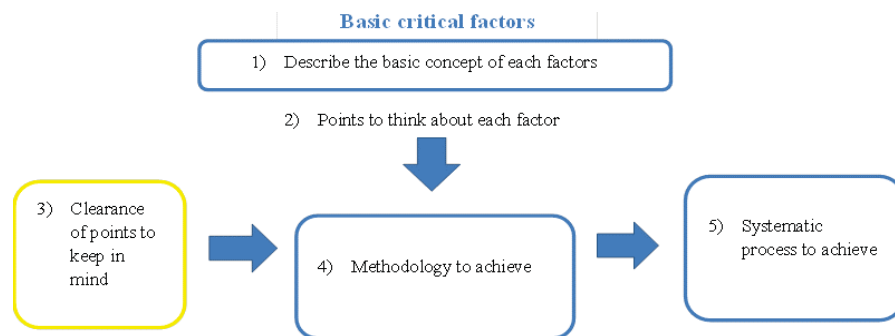 Basic critical factors
1) Describe the basic concept of each factors
2) Points to think about each factor
3) Clearance
of points to
keep in
mind
4) Methodology to achieve
5) Systematic
process to achieve